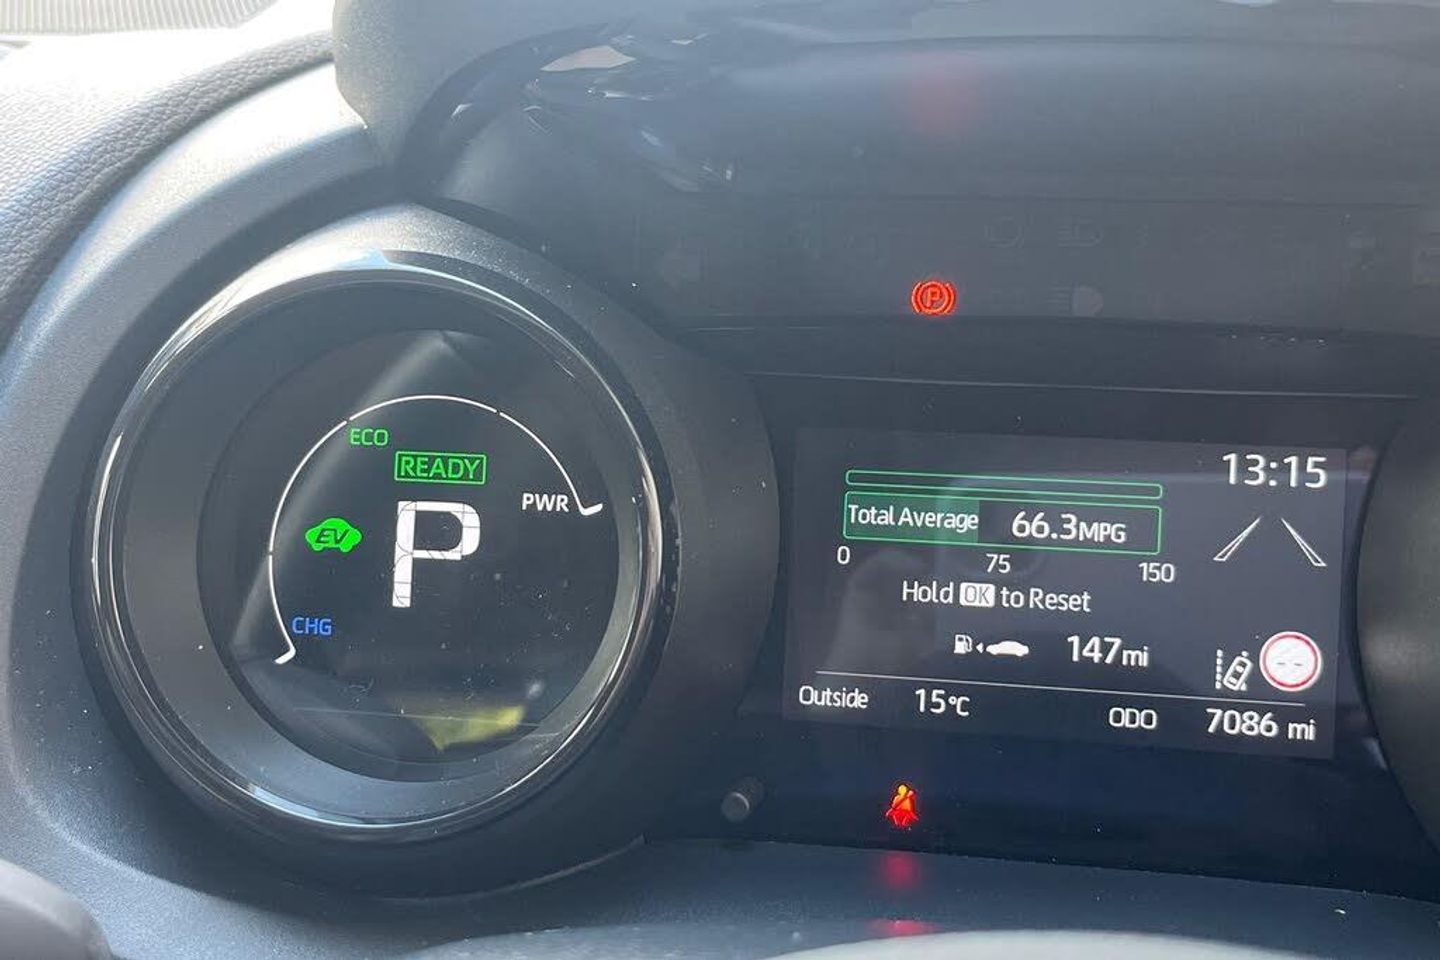 ECO
READY
EV
P
PWR
CHG
P
13:15
Total Average 66.3MPG
0 75 150
Hold OK to Reset
147mi
Outside 15°C ODO 7086 mi